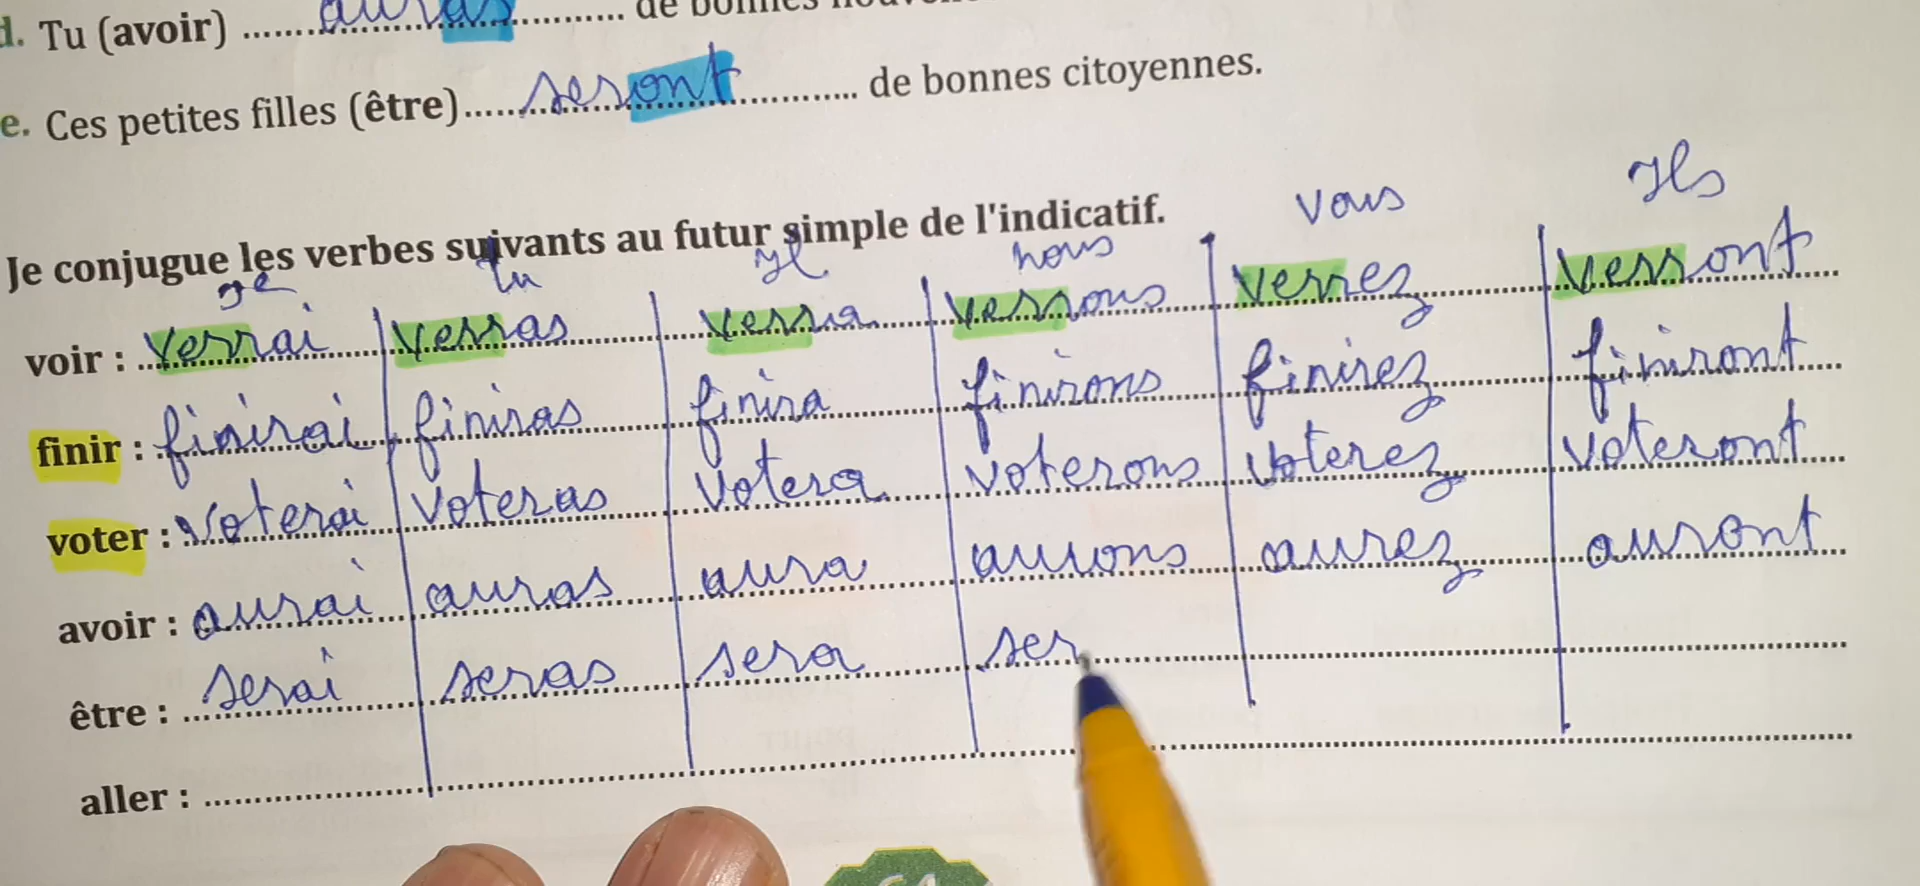 d. Tu (avoir) ........ auras ........ de bonnes
e. Ces petites filles (être)..... seront ........ de bonnes citoyennes.
Je conjugue les verbes suivants au futur simple de l'indicatif.
je tu Il nous vous Ils
voir : verrai verras verra verrons verrez verront
finir : finirai finiras finira finirons finirez finiront
voter : voterai voteras votera voterons voterez voteront
avoir : aurai auras aura aurons aurez auront
être : serai seras sera ser
aller :